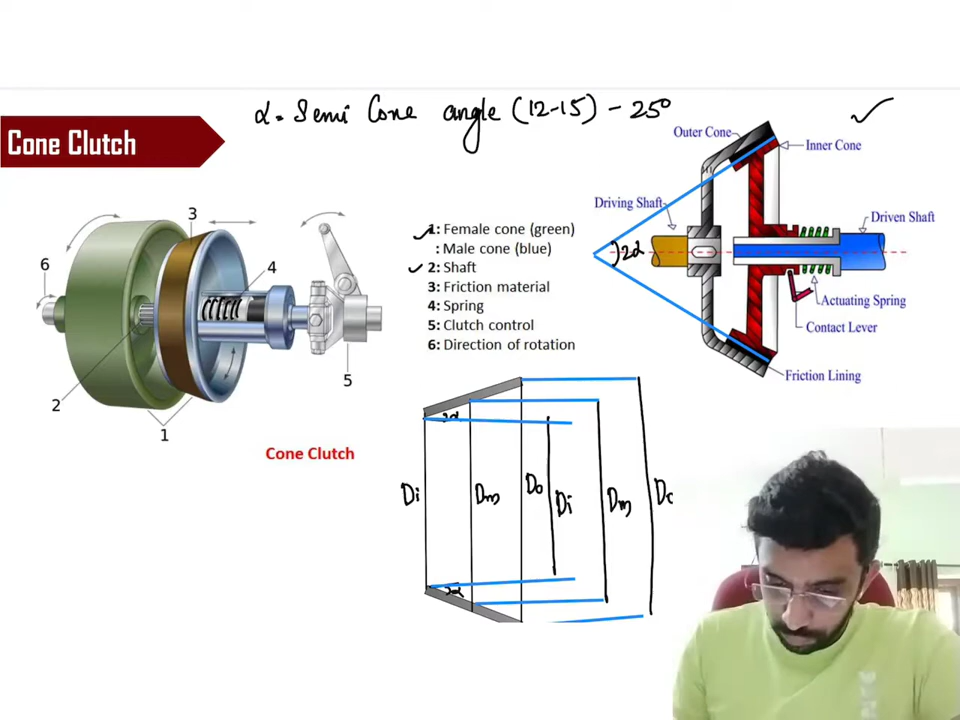 α = Semi Cone angle (12-15) - 25°
Cone Clutch
Outer Cone
Inner Cone
Driving Shaft
Driven Shaft
2α
Actuating Spring
Contact Lever
Friction Lining
3
4
6
2
5
1
Cone Clutch
1: Female cone (green)
: Male cone (blue)
2: Shaft
3: Friction material
4: Spring
5: Clutch control
6: Direction of rotation
Di
Dm
Do
Di
Dm